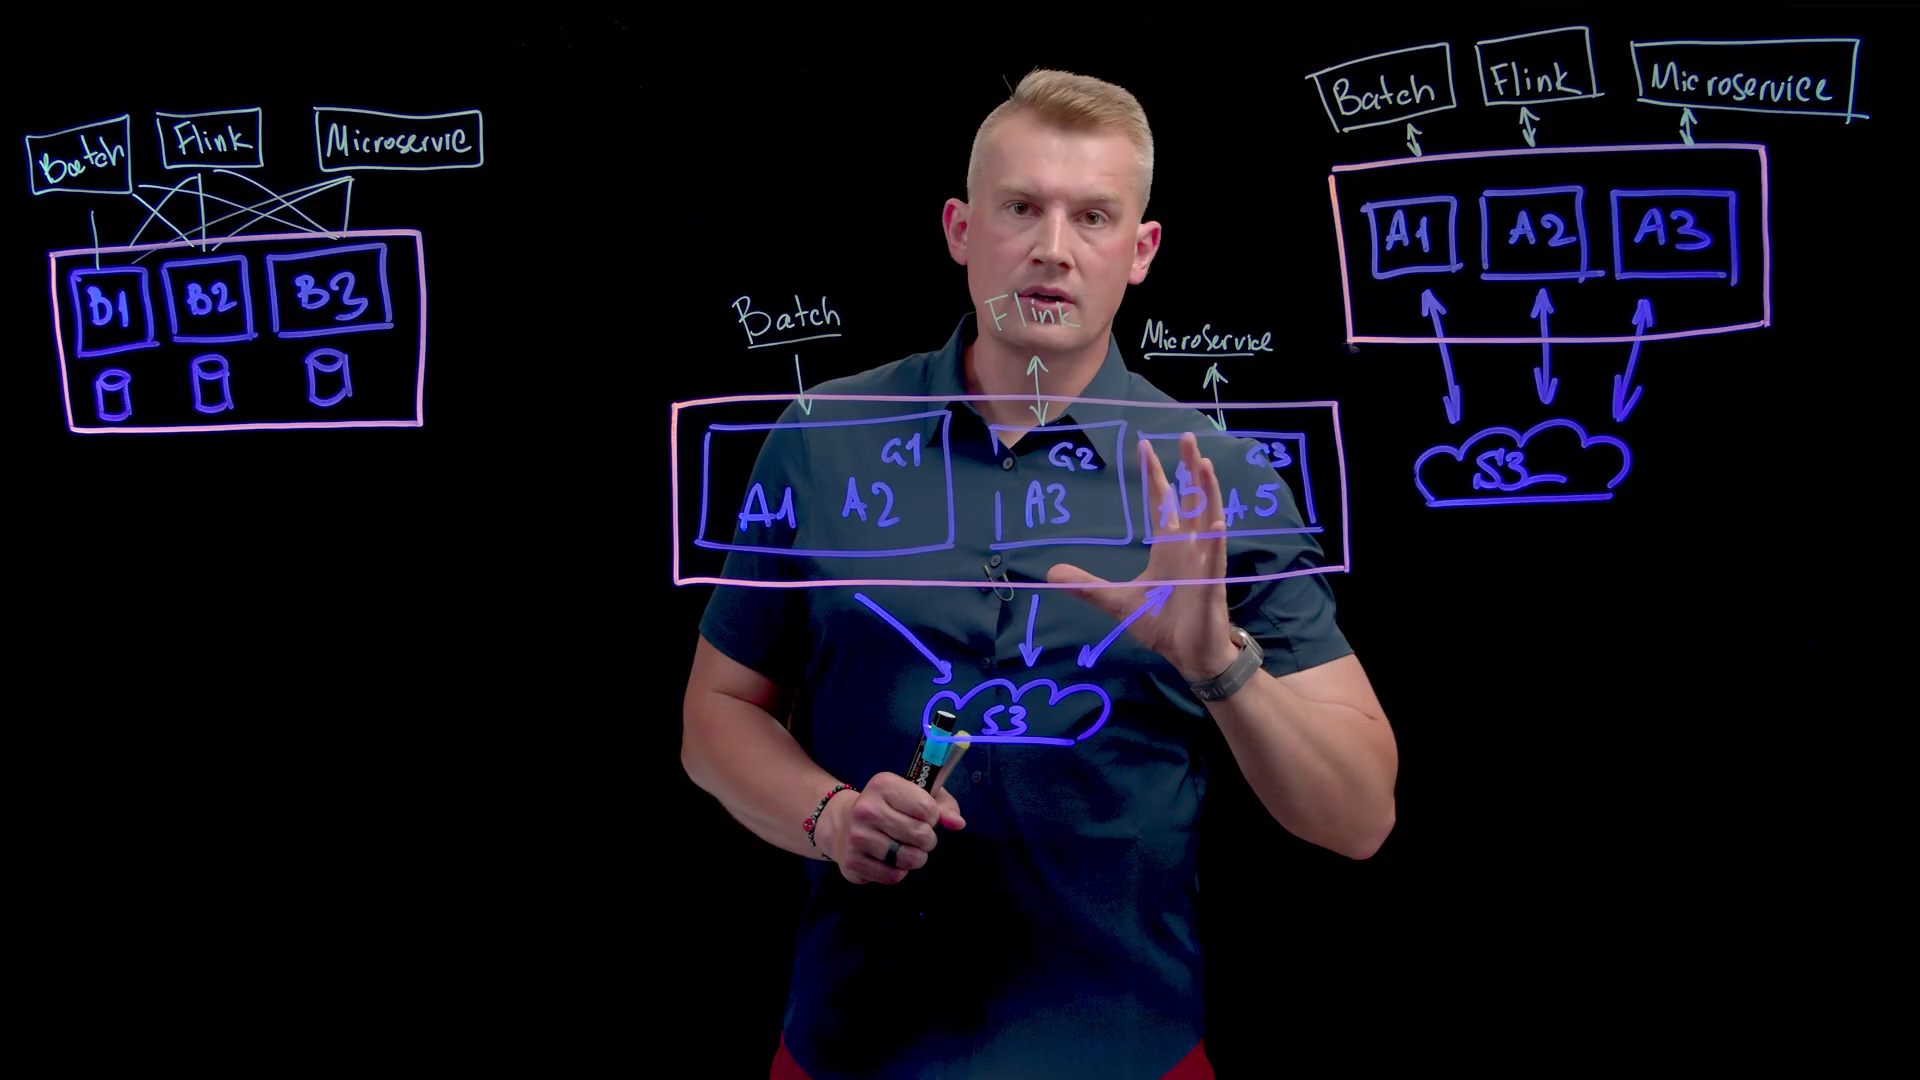 Batch Flink Microservie
B1 B2 B3
Batch Flink Microservice
G1 G2 G3
A1 A2 A3 A5
S3
Batch Flink Microservice
A1 A2 A3
S3